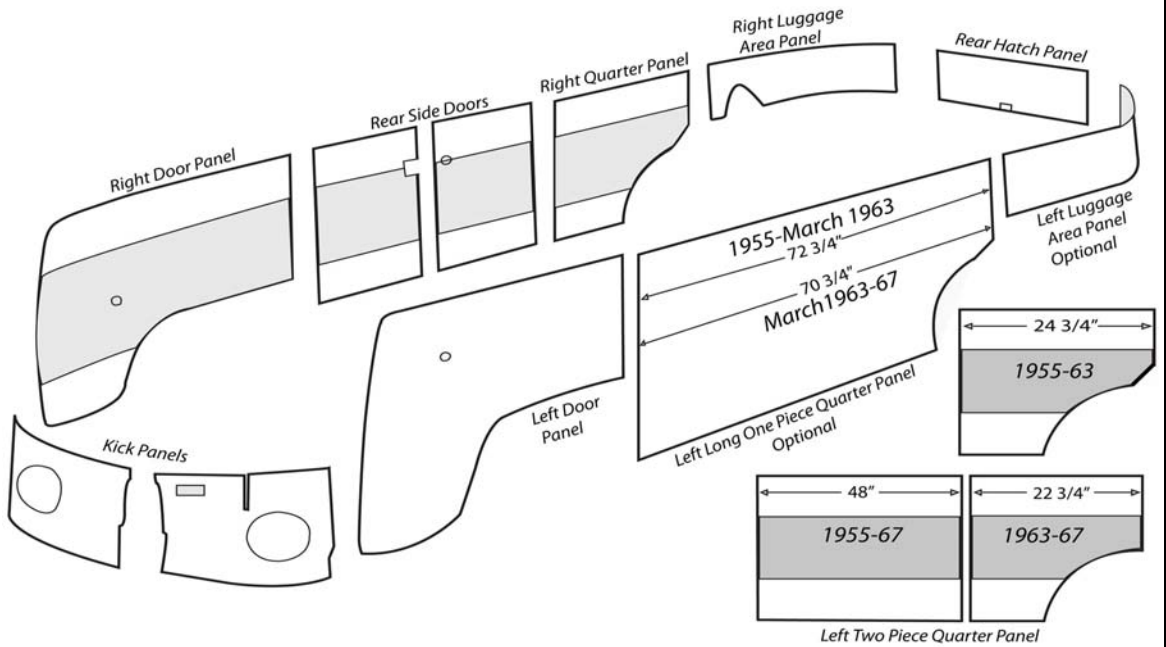 Right Luggage
Area Panel
Rear Hatch Panel
Right Quarter Panel
Rear Side Doors
Right Door Panel
1955-March 1963
72 3/4"
70 3/4"
March1963-67
Left Luggage
Area Panel
Optional
24 3/4"
1955-63
Left Door
Panel
Left Long One Piece Quarter Panel
Optional
Kick Panels
48"
22 3/4"
1955-67
1963-67
Left Two Piece Quarter Panel